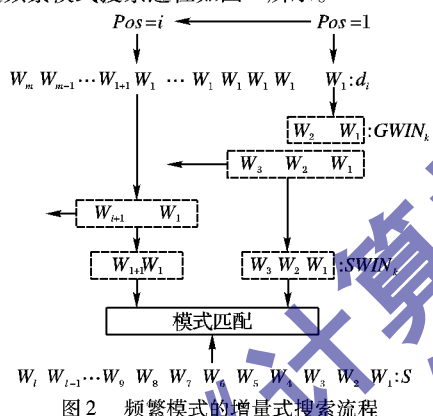 Pos=i Pos=1
W_m W_{m-1} ⋯ W_{1+1} W_1 ⋯ W_1 W_1 W_1 W_1 W_1:d_i
W_2 W_1:GWIN_k
W_3 W_2 W_1
W_{i+1} W_1
W_{1+1}W_1 W_3 W_2 W_1:SWIN_k
模式匹配
W_l W_{l-1}⋯W_9 W_8 W_7 W_6 W_5 W_4 W_3 W_2 W_1:S
图2 频繁模式的增量式搜索流程
《计算